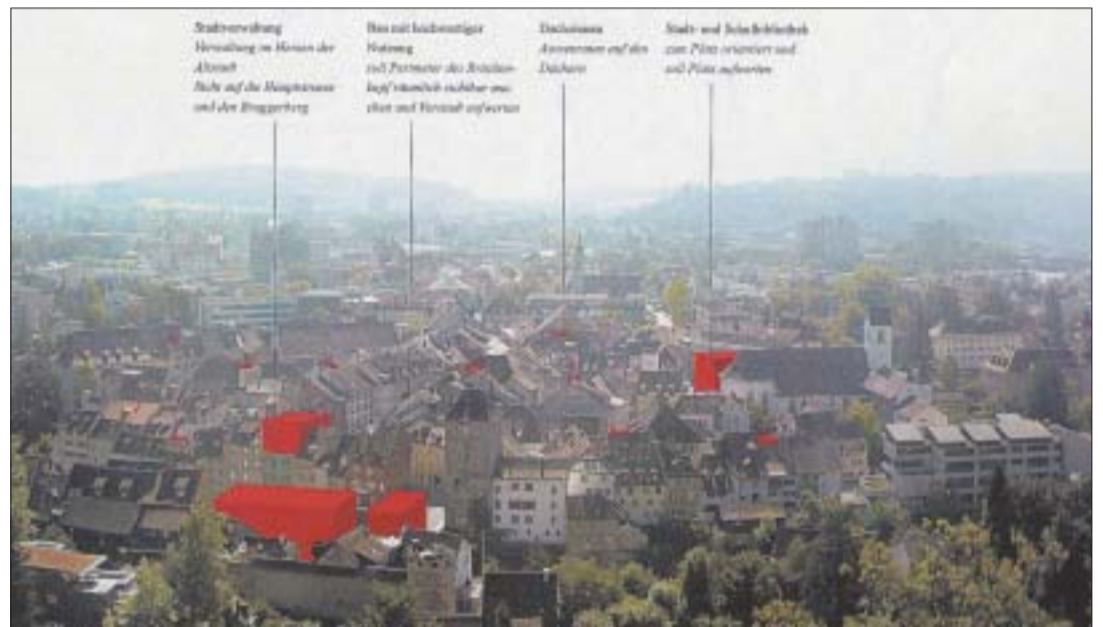 Stadtverwaltung
Verwaltung im Herzen der
Altstadt
Sicht auf die Hauptstrasse
und den Bruggerberg
Bau mit hochwertiger
Nutzung
soll Perimeter des Brücken-
kopf räumlich sichtbar ma-
chen und Vorstadt aufwerten
Aussenraum auf den
Dächern
Stadt- und Schulbibliothek
zum Platz orientiert und
soll Platz aufwerten